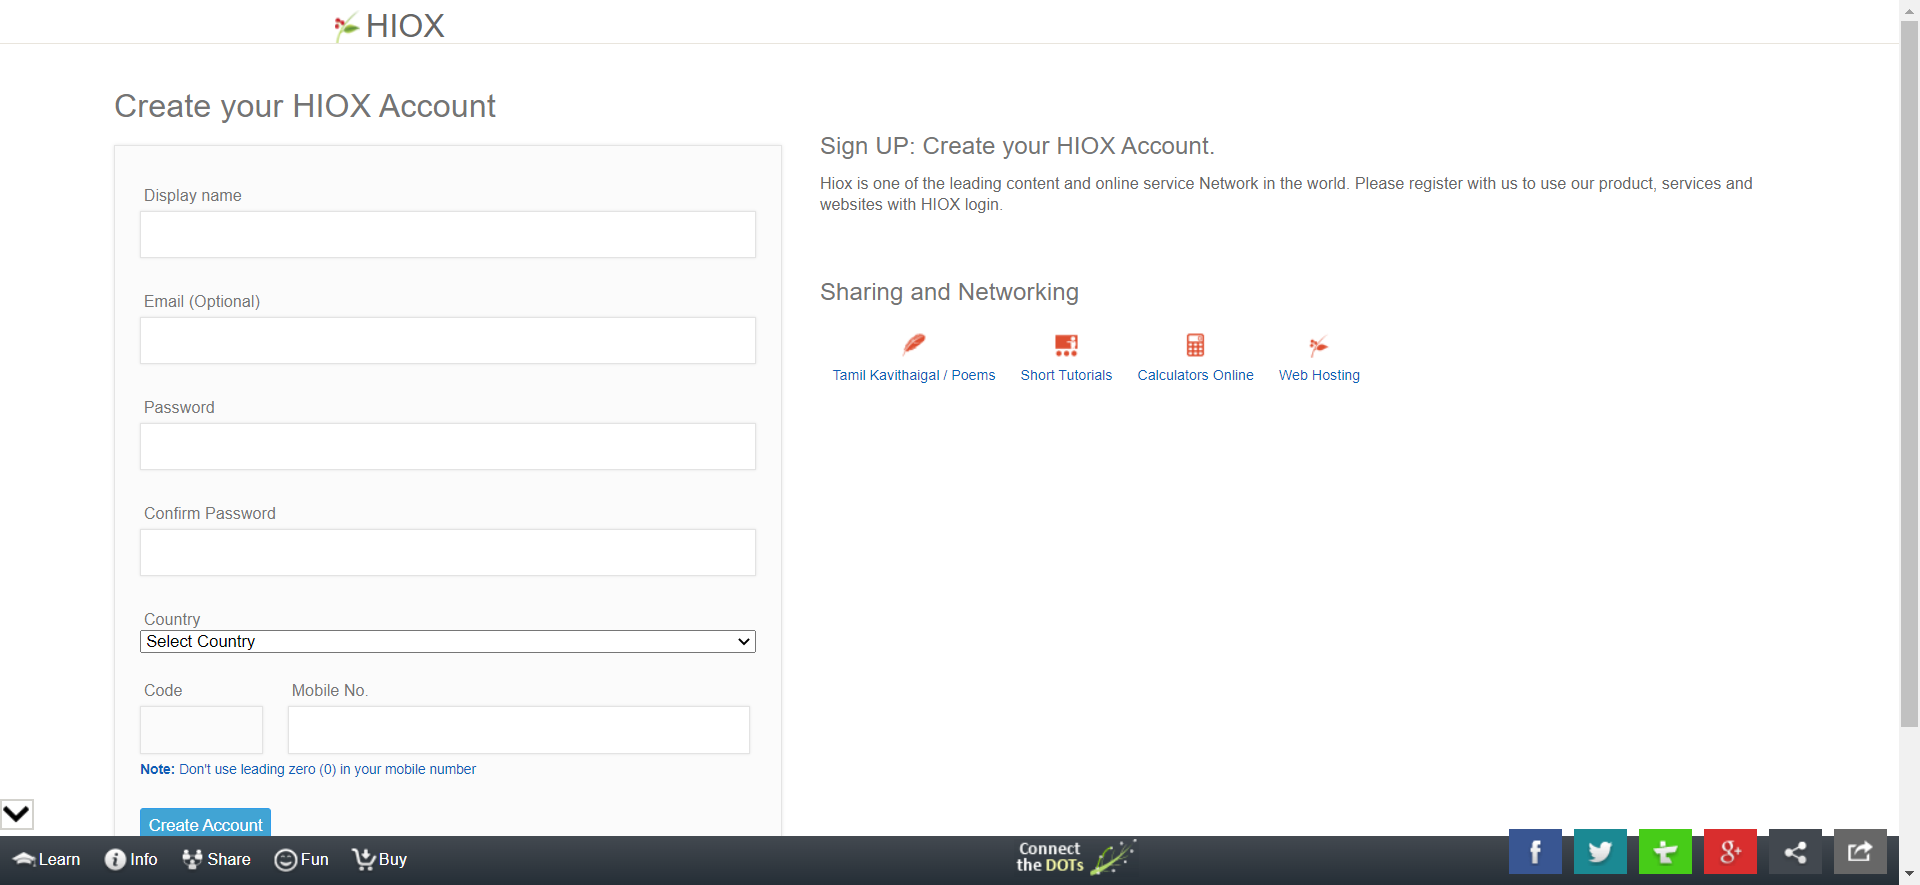 HIOX
Create your HIOX Account
Display name
Email (Optional)
Password
Confirm Password
Country
Select Country
Code Mobile No.
Note: Don't use leading zero (0) in your mobile number
Create Account
Sign UP: Create your HIOX Account.
Hiox is one of the leading content and online service Network in the world. Please register with us to use our product, services and
websites with HIOX login.
Sharing and Networking
Tamil Kavithaigal / Poems Short Tutorials Calculators Online Web Hosting
Learn Info Share Fun Buy
Connect
the DOTs